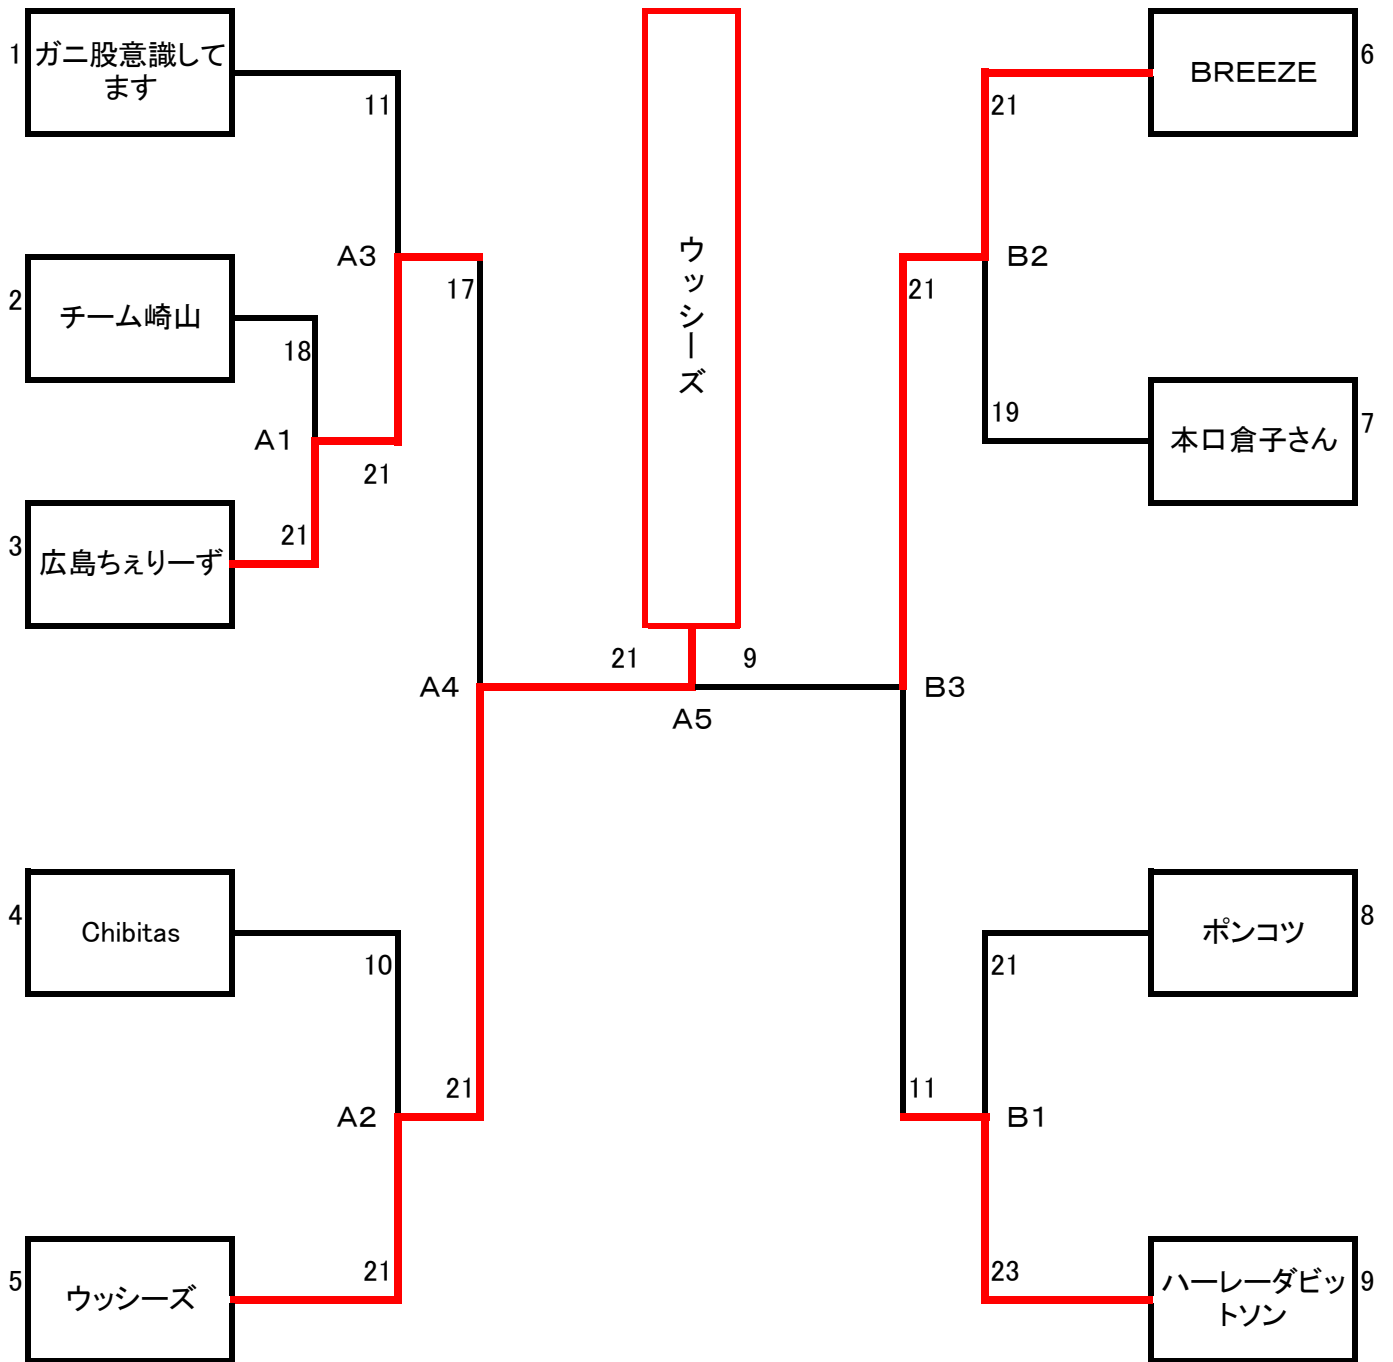 1
ガニ股意識して
ます
11
A3
17
2
チーム崎山
18
A1
21
3
広島ちぇりーず
21
A4
4
Chibitas
10
A2
21
5
ウッシーズ
21
ウッシーズ
21
9
A5
6
BREEZE
21
B2
21
19
7
本口倉子さん
B3
8
ポンコツ
21
11
B1
23
9
ハーレーダビッ
トソン